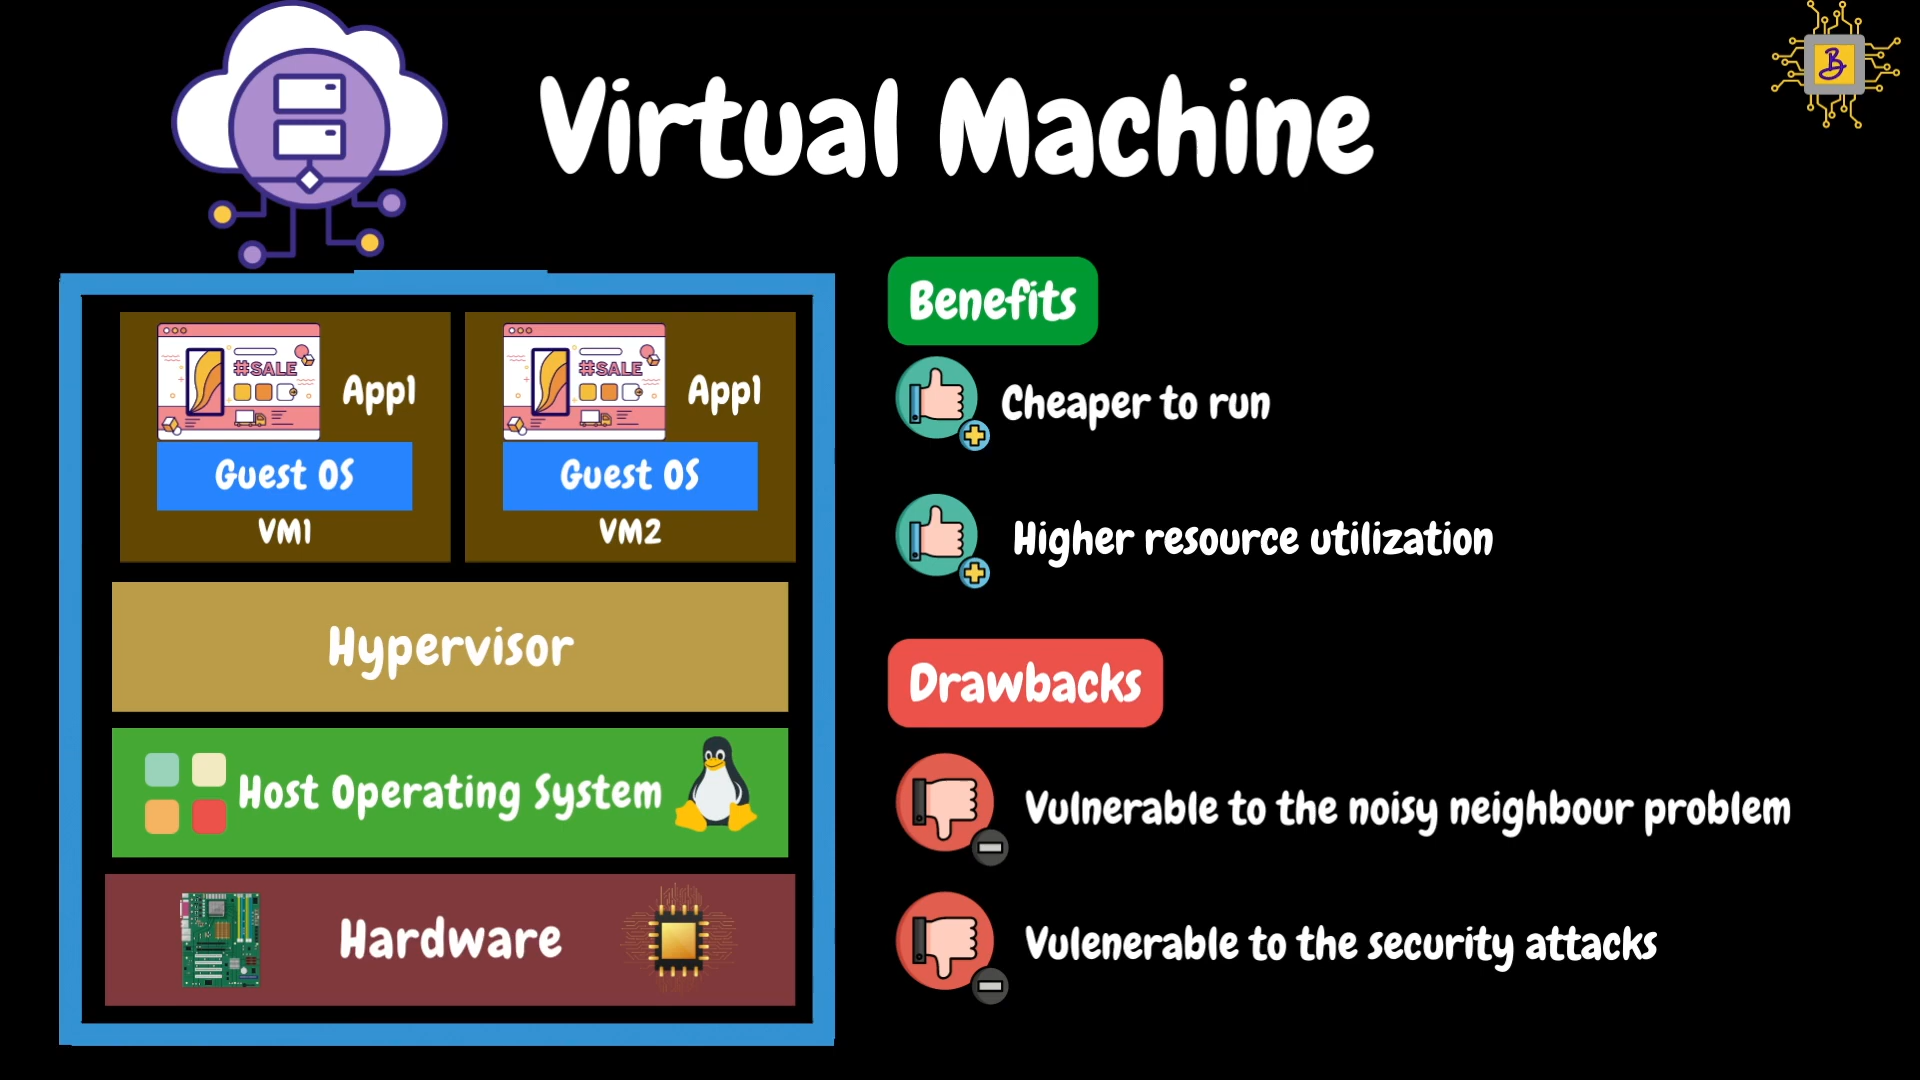 Virtual Machine
B
#SALE
App1
Guest OS
VM1
#SALE
App1
Guest OS
VM2
Hypervisor
Host Operating System
Hardware
Benefits
Cheaper to run
Higher resource utilization
Drawbacks
Vulnerable to the noisy neighbour problem
Vulenerable to the security attacks